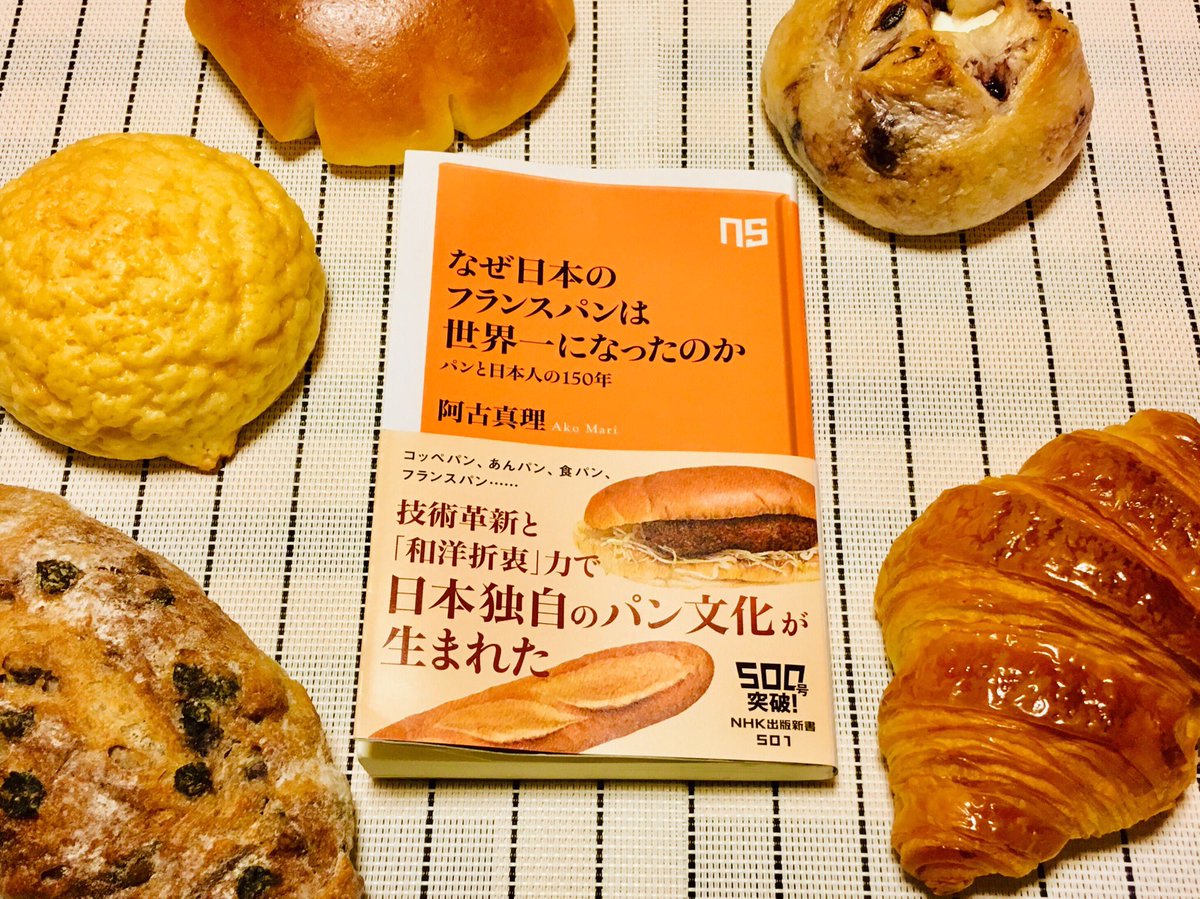 ns
なぜ日本の
フランスパンは
世界一になったのか
パンと日本人の150年
阿古真理 Ako Mari
コッペパン、あんパン、食パン、
フランスパン……
技術革新と
「和洋折衷」力で
日本独自のパン文化が
生まれた
500号
突破!
NHK出版新書
501